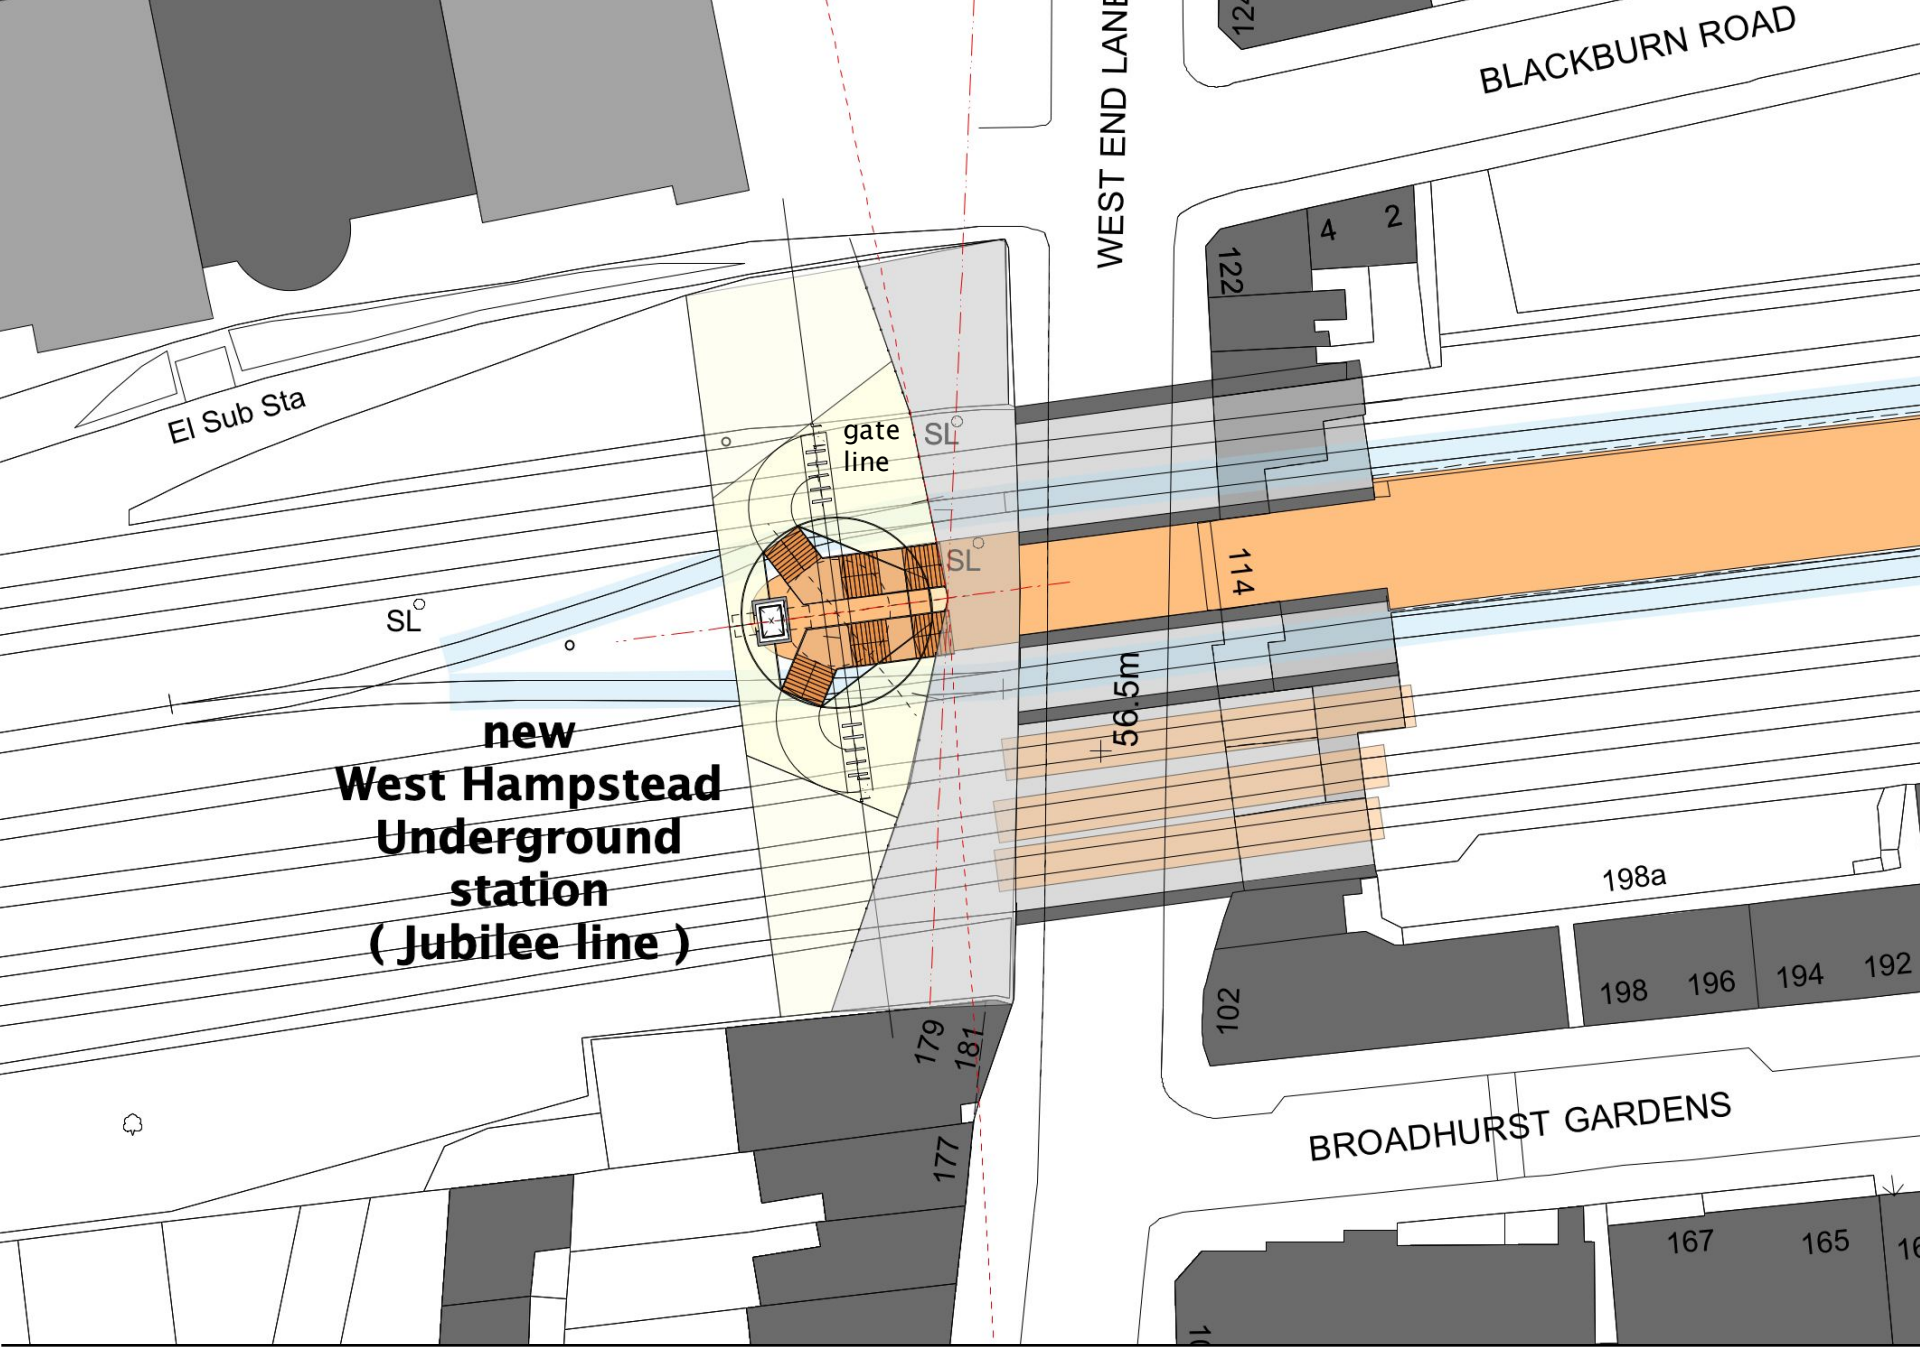 124
BLACKBURN ROAD
WEST END LANE
4
2
122
El Sub Sta
gate
line
SL
SL
SL
114
56.5m
new
West Hampstead
Underground
station
( Jubilee line )
198a
198
196
194
192
102
179
181
177
BROADHURST GARDENS
167
165